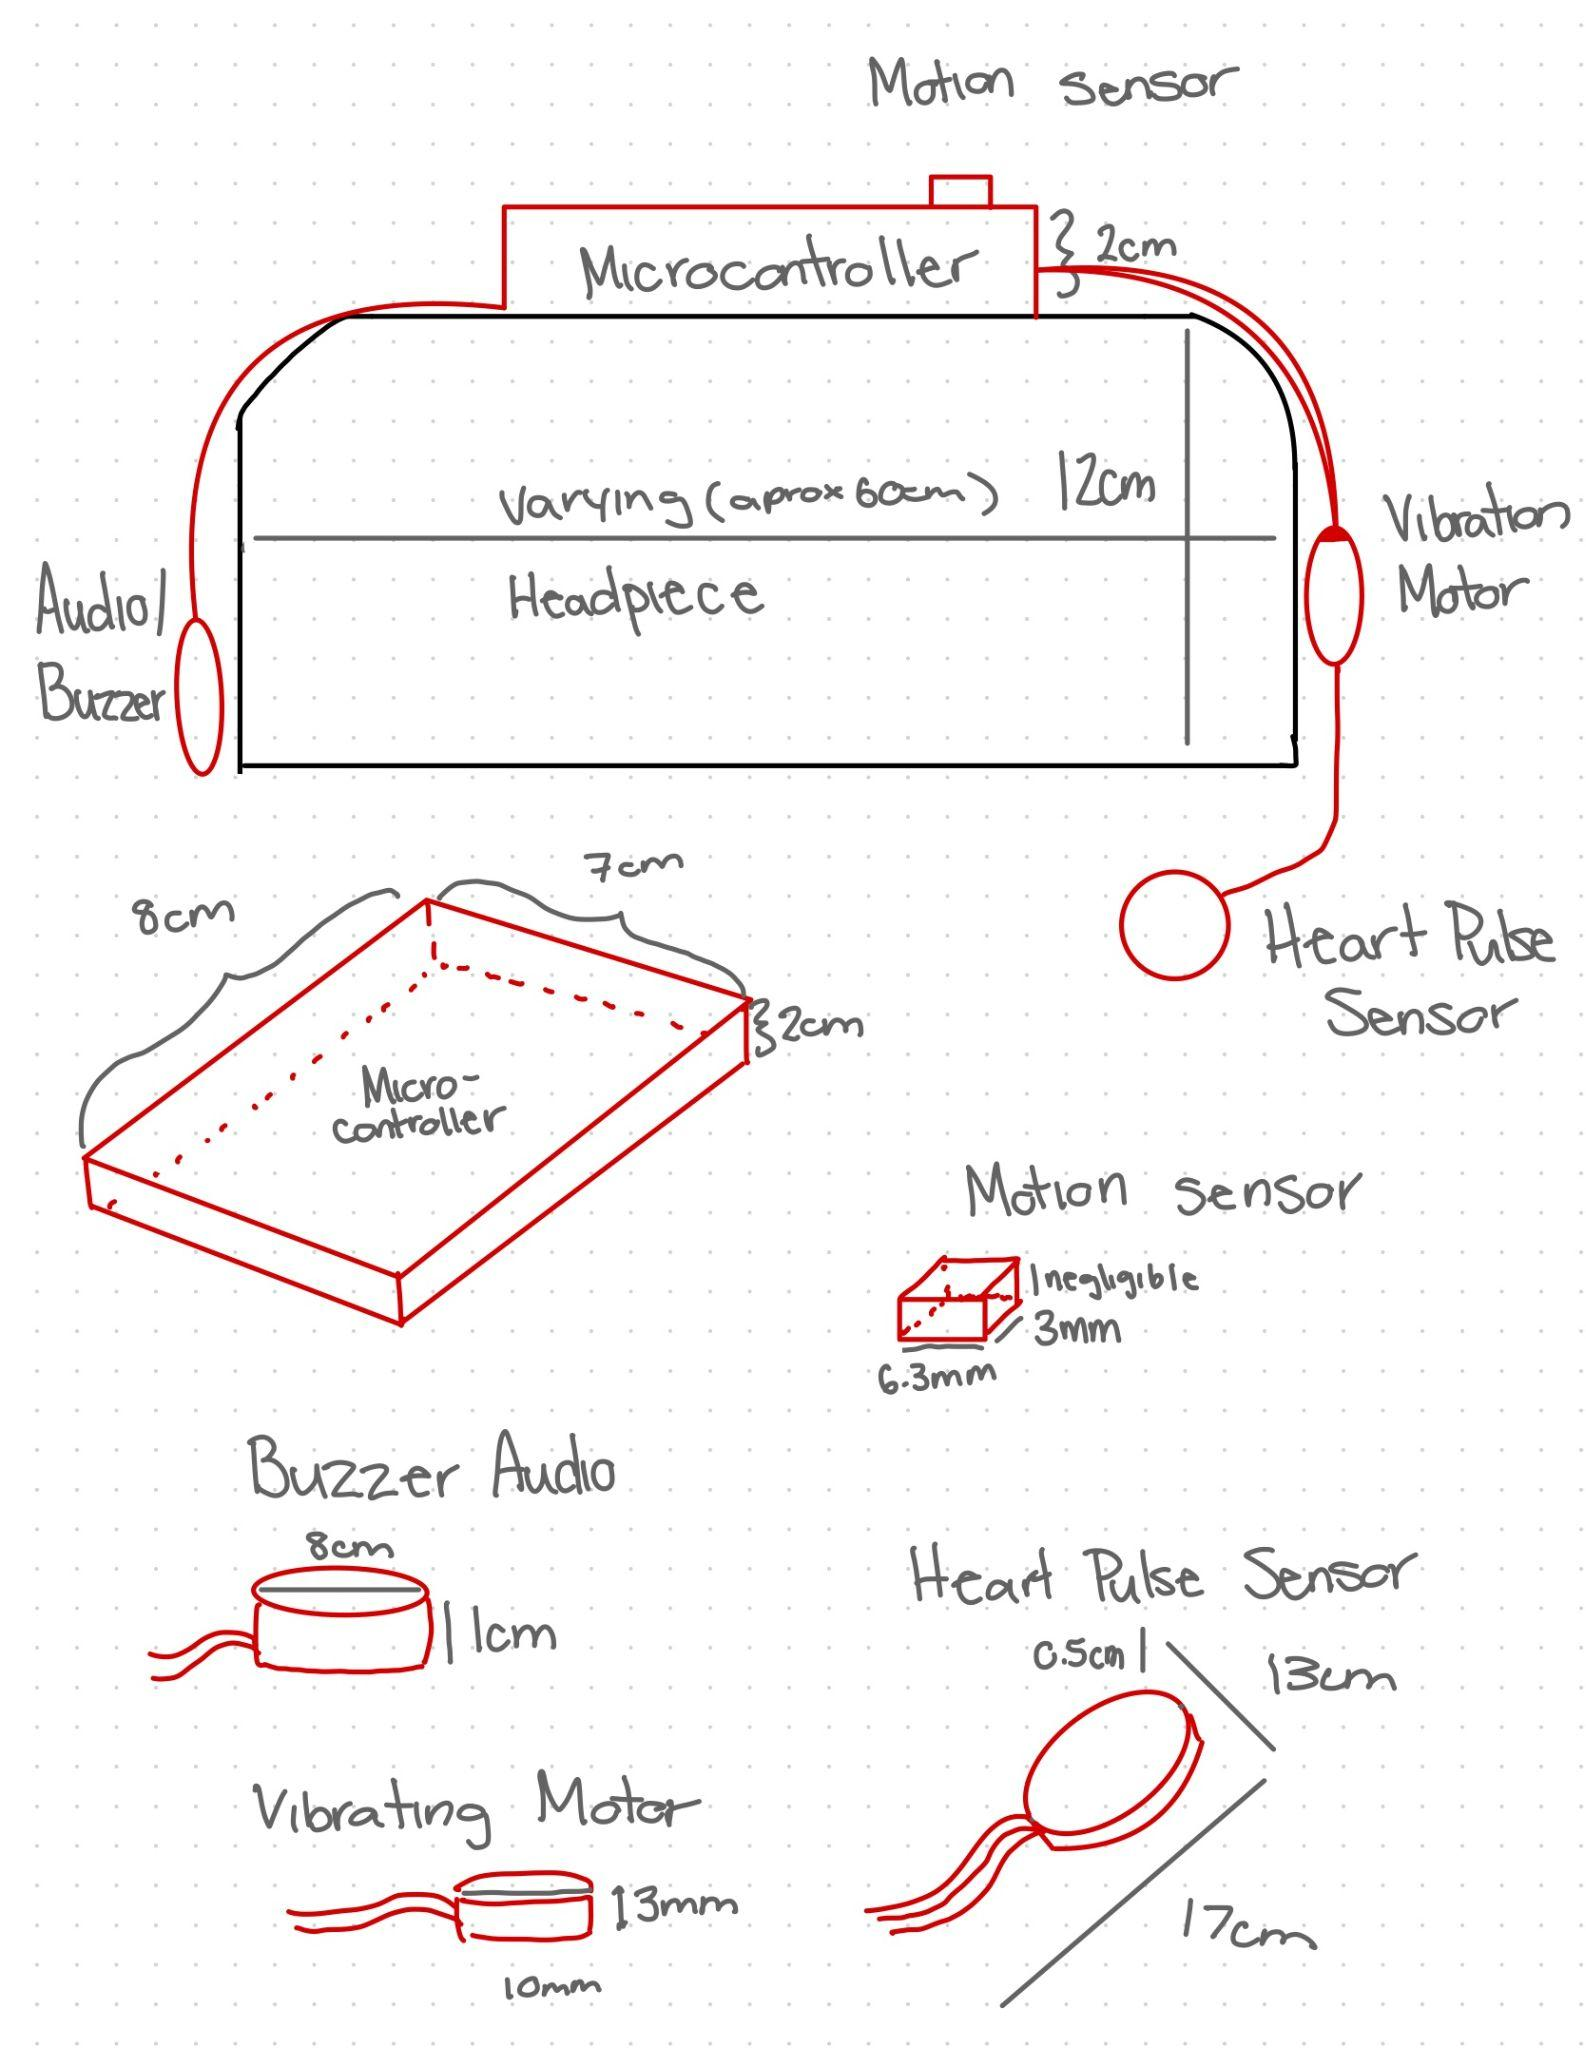 Motion sensor
2cm
Microcontroller
Varying (aprox 60cm)
12cm
Headpiece
Vibration
Motor
Audio/
Buzzer
Heart Pulse
Sensor
8cm
7cm
2cm
Micro-
controller
Motion sensor
negligible
3mm
6.3mm
Buzzer Audio
8cm
1cm
Heart Pulse Sensor
0.5cm
13cm
17cm
Vibrating Motor
3mm
10mm